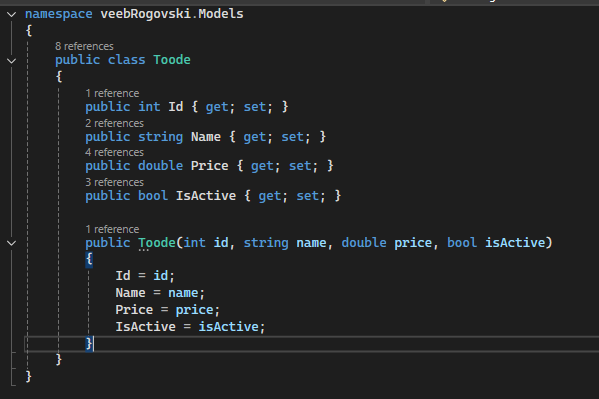 namespace veebRogovski.Models
{
8 references
public class Toode
{
1 reference
public int Id { get; set; }
2 references
public string Name { get; set; }
4 references
public double Price { get; set; }
3 references
public bool IsActive { get; set; }
1 reference
public Toode(int id, string name, double price, bool isActive)
{
Id = id;
Name = name;
Price = price;
IsActive = isActive;
}
}
}